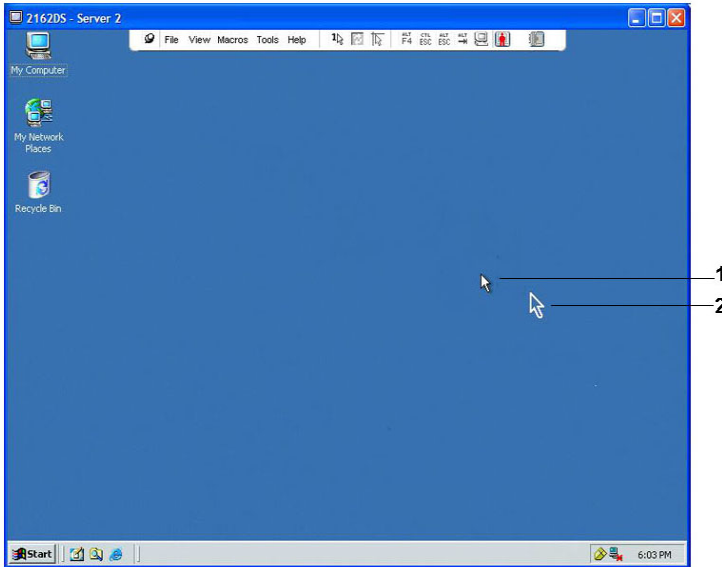 2162DS - Server 2
File View Macros Tools Help
1
ALT F4
CTL ESC
ALT ESC
ALT
My Computer
My Network
Places
Recycle Bin
1
2
Start
6:03 PM